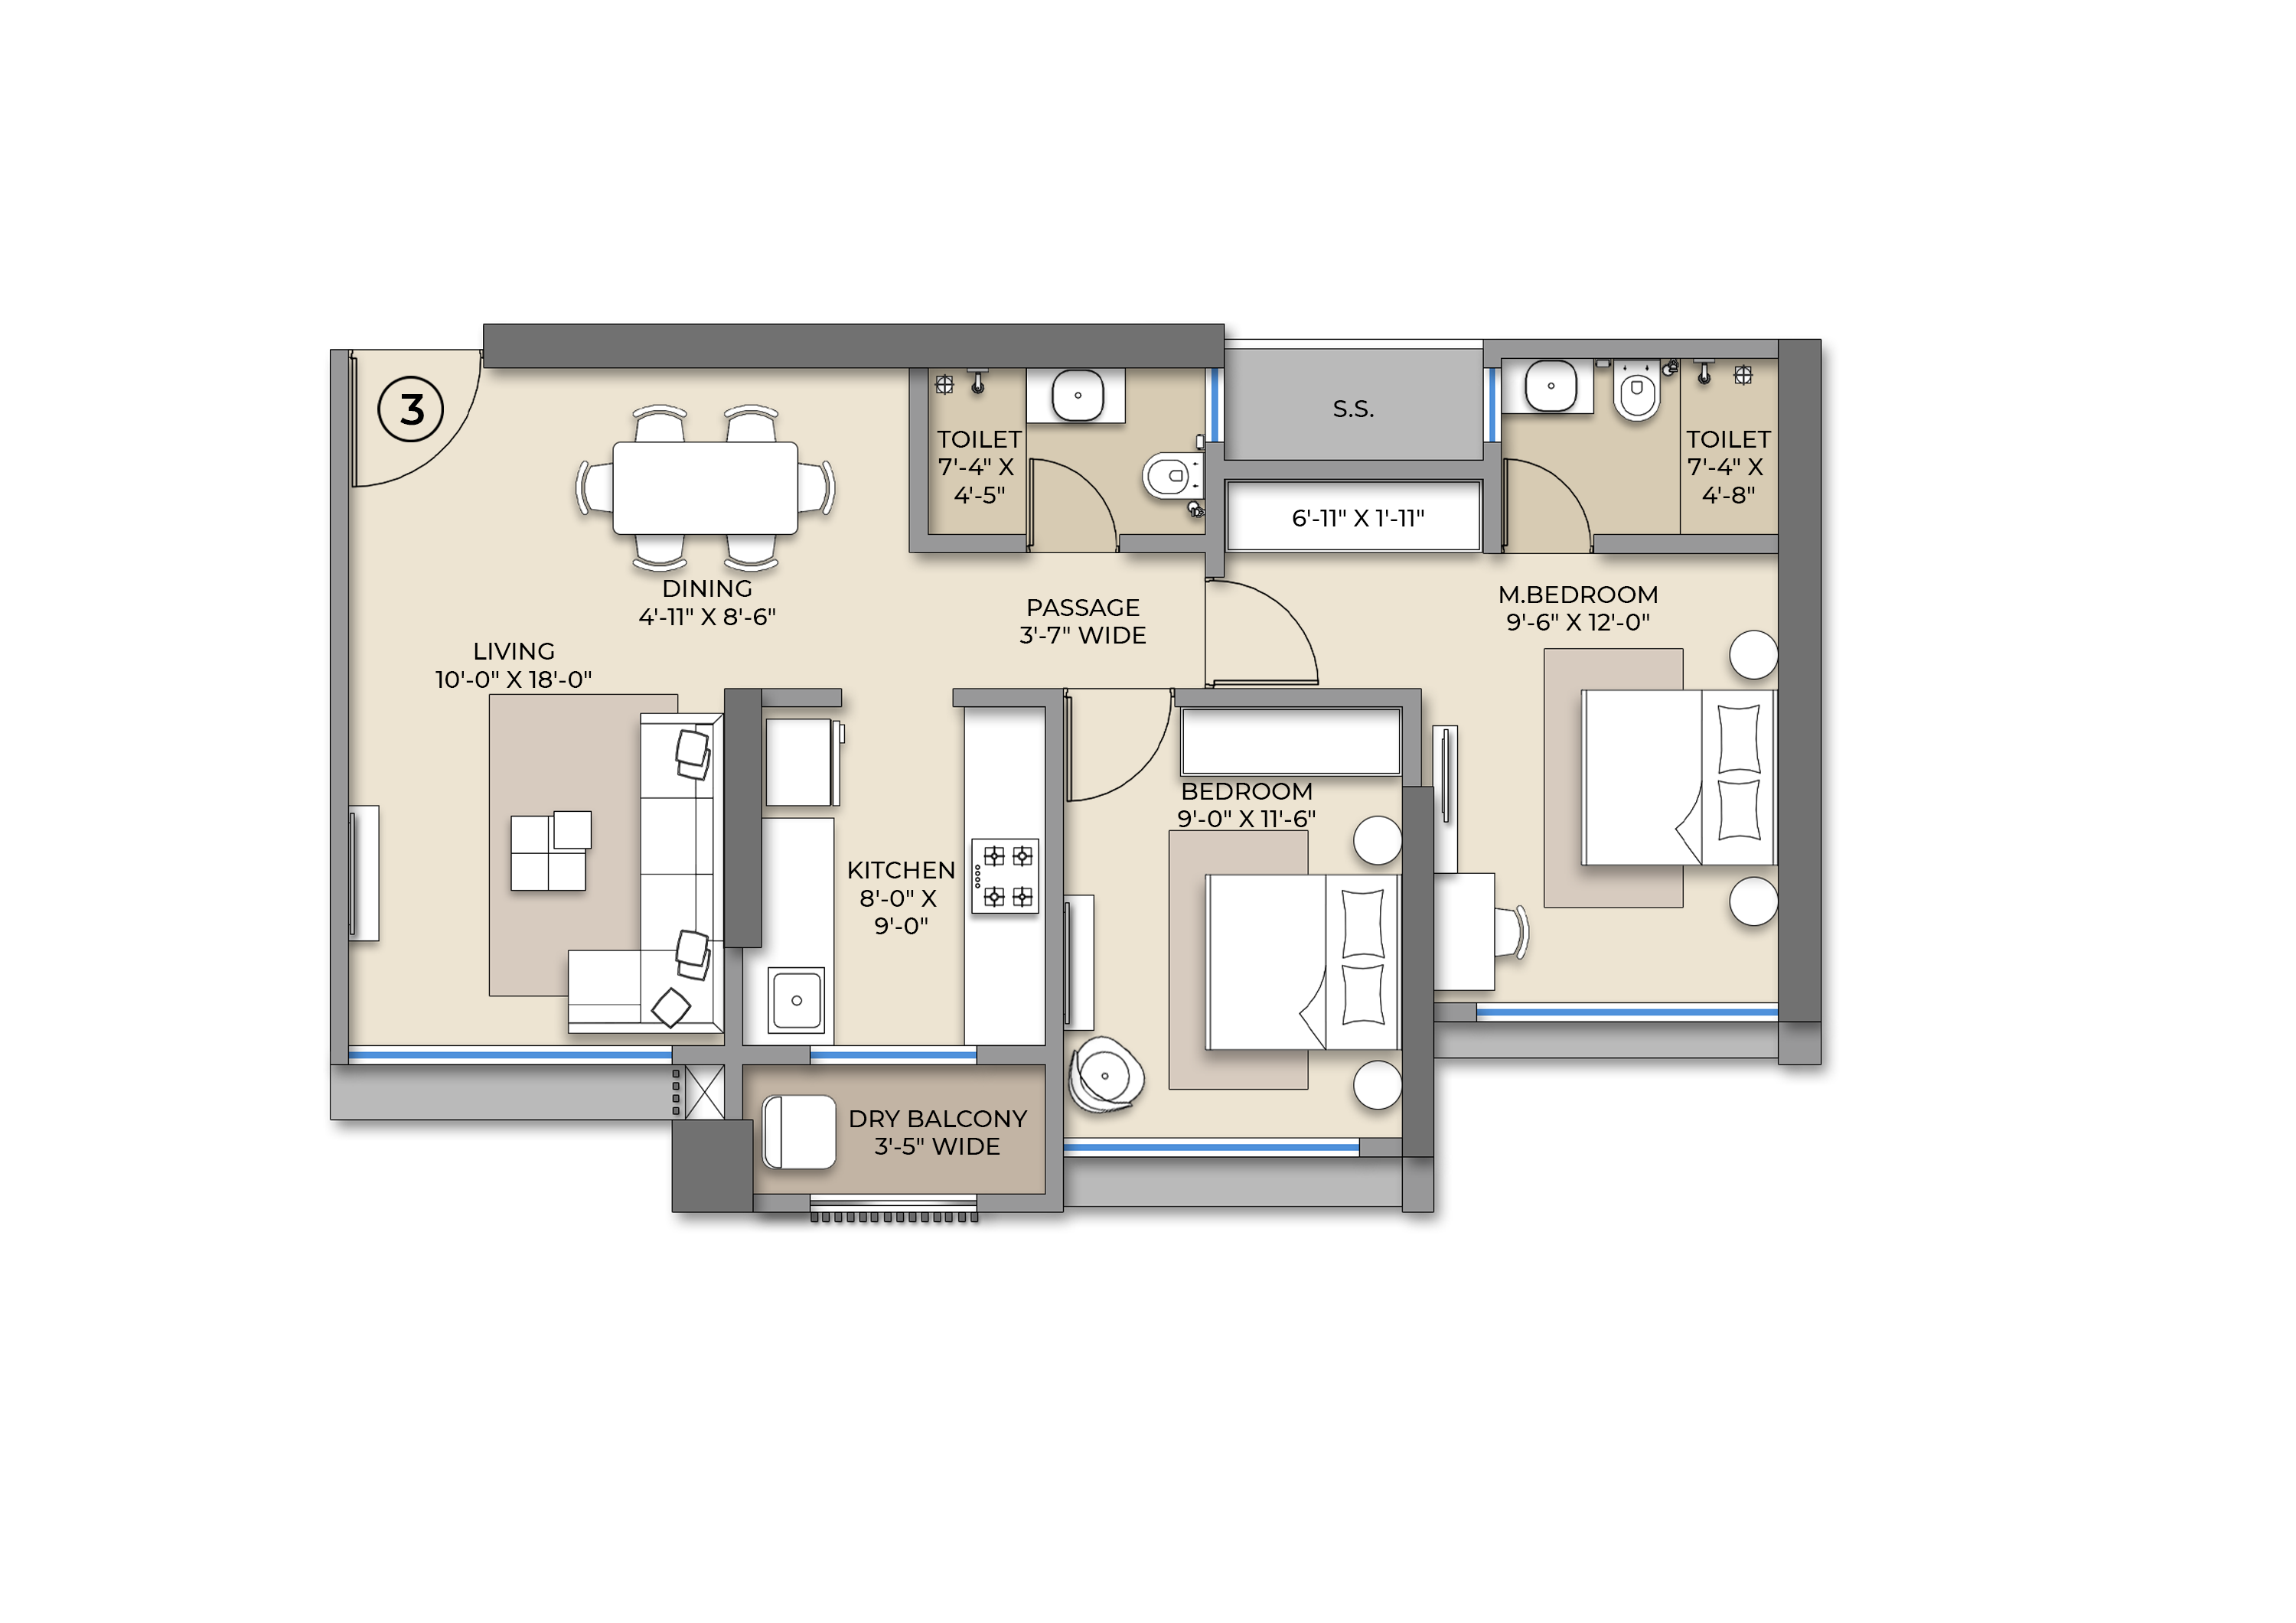 3
S.S.
TOILET
7'-4" X
4'-5"
TOILET
7'-4" X
4'-8"
6'-11" X 1'-11"
DINING
4'-11" X 8'-6"
PASSAGE
3'-7" WIDE
M.BEDROOM
9'-6" X 12'-0"
LIVING
10'-0" X 18'-0"
BEDROOM
9'-0" X 11'-6"
KITCHEN
8'-0" X
9'-0"
DRY BALCONY
3'-5" WIDE